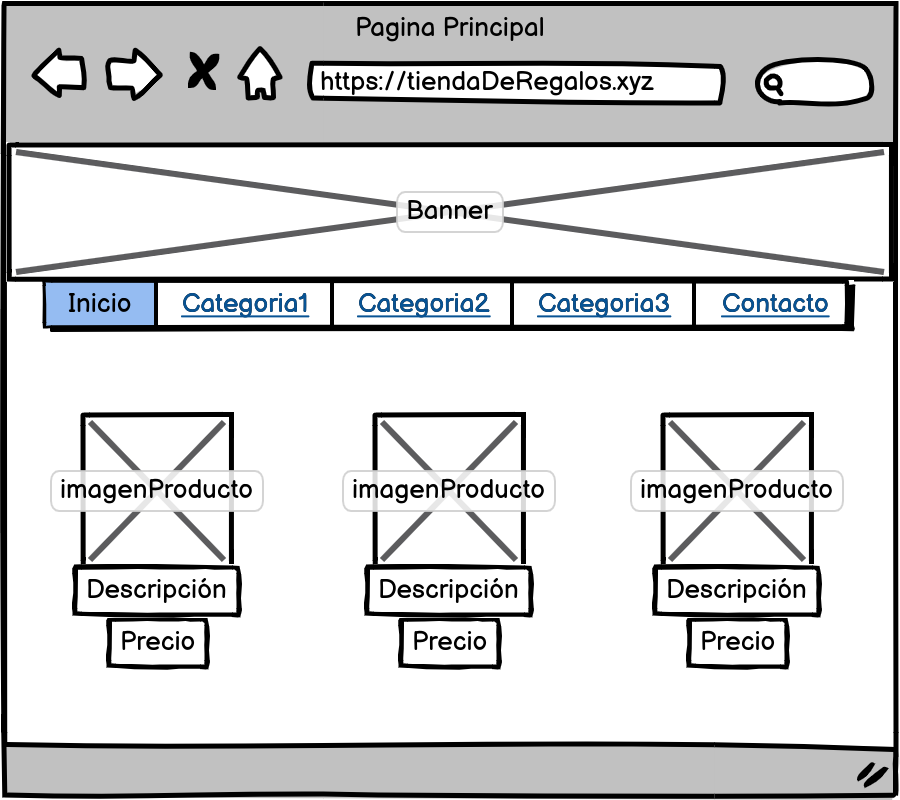 Pagina Principal
https://tiendaDeRegalos.xyz
Banner
Inicio Categoria1 Categoria2 Categoria3 Contacto
imagenProducto imagenProducto imagenProducto
Descripción Descripción Descripción
Precio Precio Precio